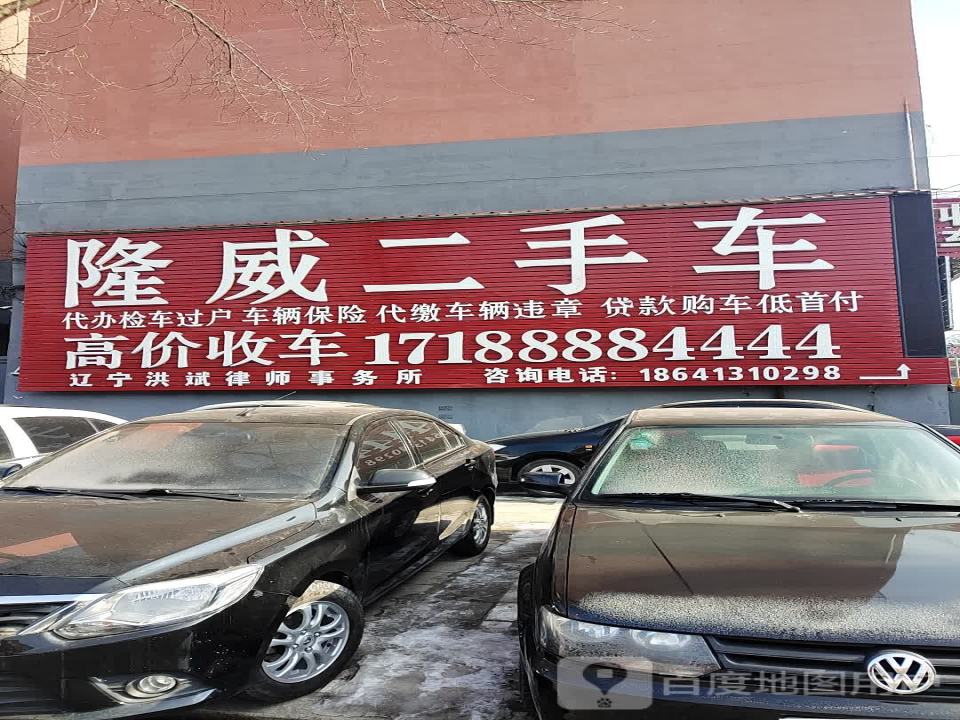 隆威二手车
代办检车过户 车辆保险 代缴车辆违章 贷款购车低首付
高价收车 17188884444
辽宁洪斌律师事务所 咨询电话: 18641310298
百度地图